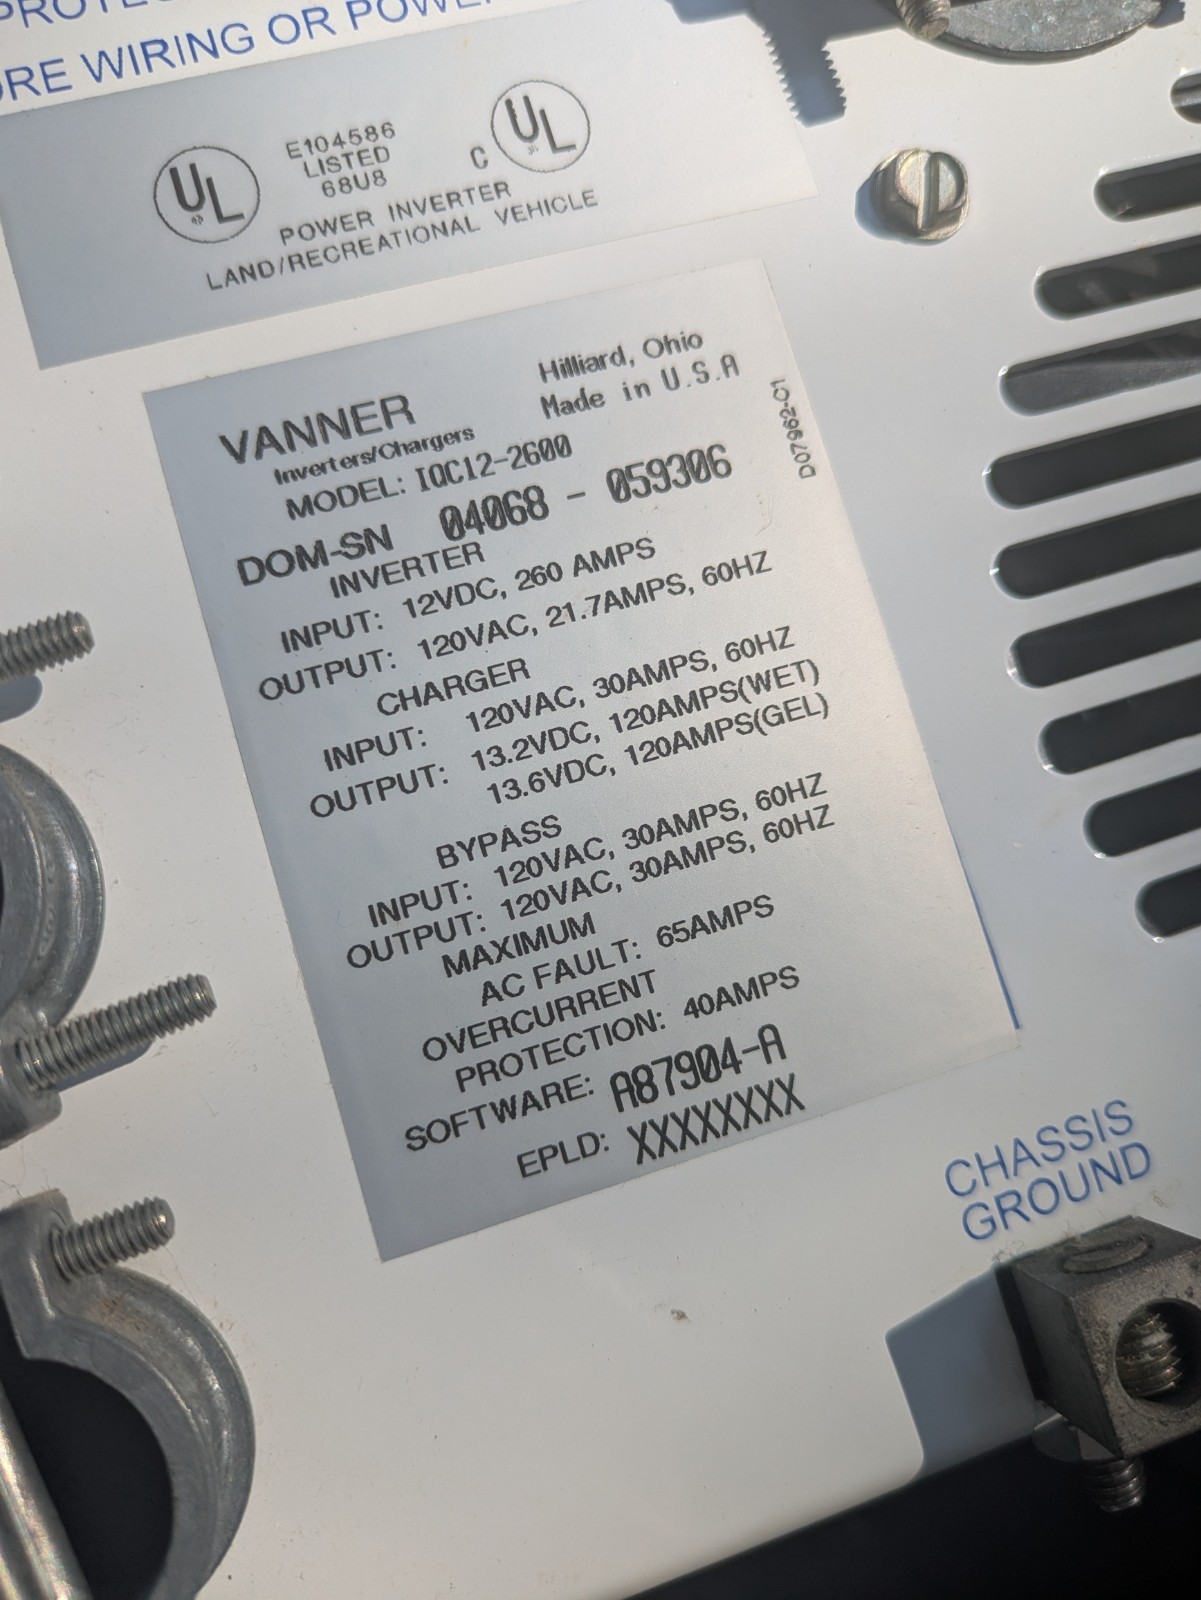 ORE WIRING OR
UL
E104586
LISTED
68U8
C UL
POWER INVERTER
LAND/RECREATIONAL VEHICLE
VANNER
Hilliard, Ohio
Inverters/Chargers
Made in U.S.A
MODEL: IQC12-2600
D07962-C1
DOM-SN 04068 - 059306
INVERTER
INPUT: 12VDC, 260 AMPS
OUTPUT: 120VAC, 21.7AMPS, 60HZ
CHARGER
INPUT: 120VAC, 30AMPS, 60HZ
OUTPUT: 13.2VDC, 120AMPS(WET)
13.6VDC, 120AMPS(GEL)
BYPASS
INPUT: 120VAC, 30AMPS, 60HZ
OUTPUT: 120VAC, 30AMPS, 60HZ
MAXIMUM
AC FAULT: 65AMPS
OVERCURRENT
PROTECTION: 40AMPS
SOFTWARE: A87904-A
EPLD: XXXXXXXX
CHASSIS
GROUND